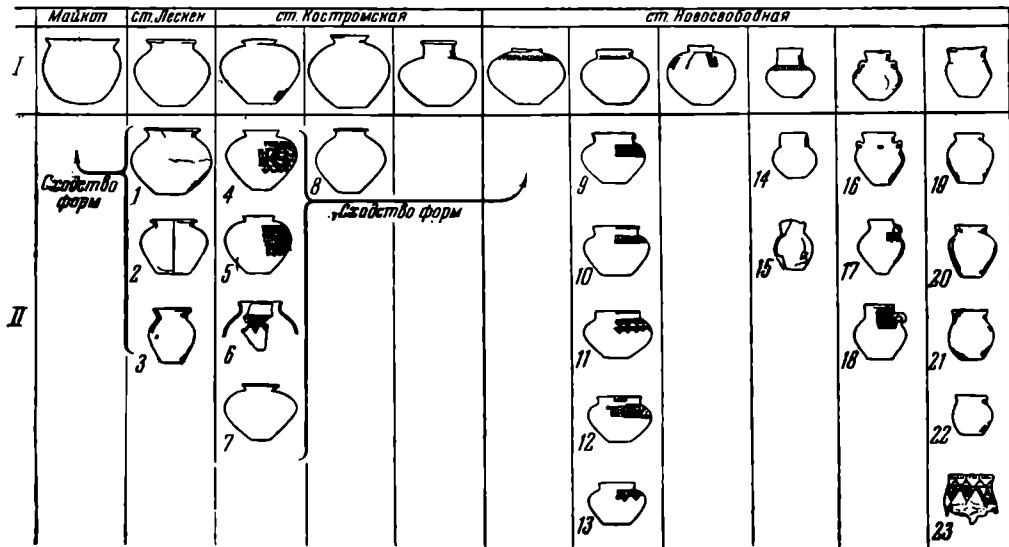 Майкоп ст. Лескен ст. Костромская ст. Новосвободная
I
II
1 4 8 9 14 16 19
Сходство форм
Сходство форм
2 5 10 15 17 20
3 6 11 18 21
7 12 22
13 23